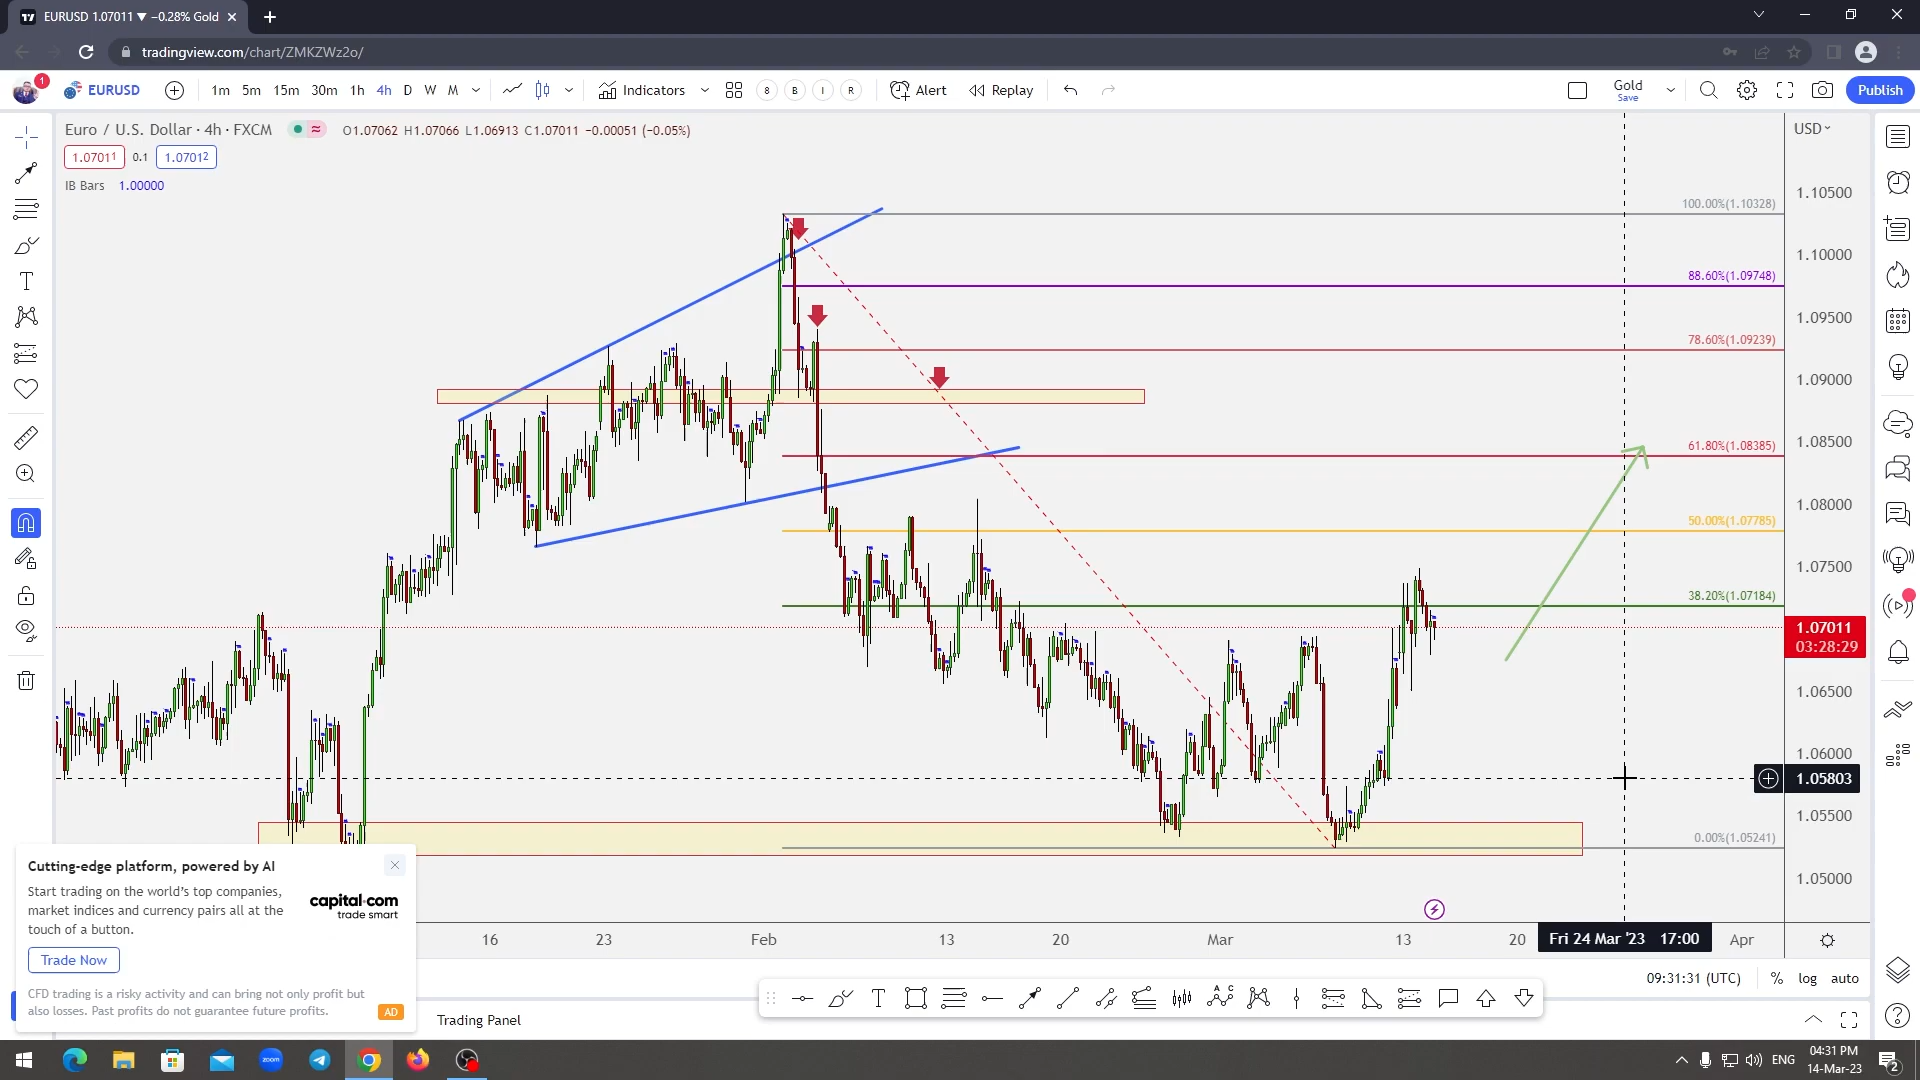 EURUSD 1.07011 ▼ −0.28% Gold
tradingview.com/chart/ZMKZWz2o/
1
EURUSD
1m 5m 15m 30m 1h 4h D W M
Indicators
8 B I R
Alert
Replay
Gold
Save
Publish
Euro / U.S. Dollar · 4h · FXCM
O1.07062 H1.07066 L1.06913 C1.07011 −0.00051 (−0.05%)
1.07011 0.1 1.07012
IB Bars 1.00000
USD
1.10500
100.00%(1.10328)
1.10000
88.60%(1.09748)
1.09500
78.60%(1.09239)
1.09000
1.08500
61.80%(1.08385)
1.08000
50.00%(1.07785)
1.07500
38.20%(1.07184)
1.07011
03:28:29
1.06500
1.06000
1.05803
1.05500
0.00%(1.05241)
1.05000
Cutting-edge platform, powered by AI
Start trading on the world's top companies,
market indices and currency pairs all at the
touch of a button.
capital.com
trade smart
Trade Now
CFD trading is a risky activity and can bring not only profit but
also losses. Past profits do not guarantee future profits.
AD
16 23 Feb 13 20 Mar 13 20 Fri 24 Mar '23 17:00 Apr
09:31:31 (UTC) % log auto
Trading Panel
zoom
ENG
04:31 PM
14-Mar-23
2